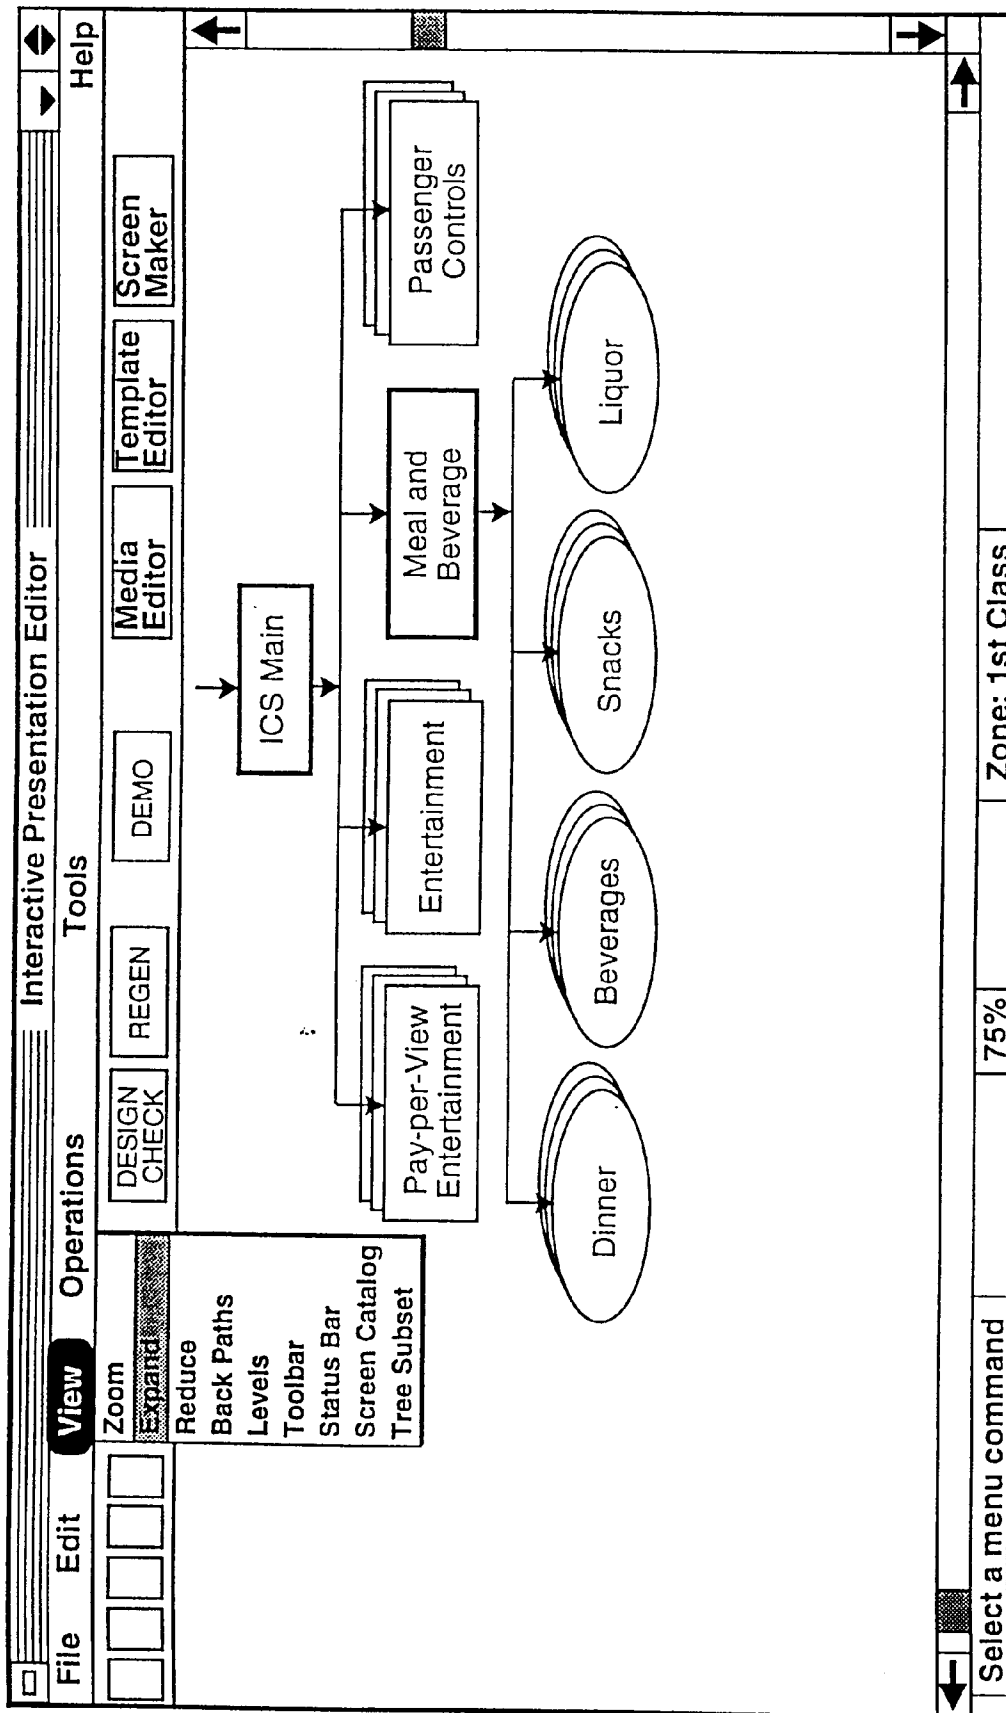 Interactive Presentation Editor
File Edit View Operations Tools Help
DESIGN
CHECK
REGEN
DEMO
Media
Editor
Template
Editor
Screen
Maker
Zoom
Expand
Reduce
Back Paths
Levels
Toolbar
Status Bar
Screen Catalog
Tree Subset
ICS Main
Pay-per-View
Entertainment
Entertainment
Meal and
Beverage
Passenger
Controls
Dinner
Beverages
Snacks
Liquor
Select a menu command
75%
Zone: 1st Class